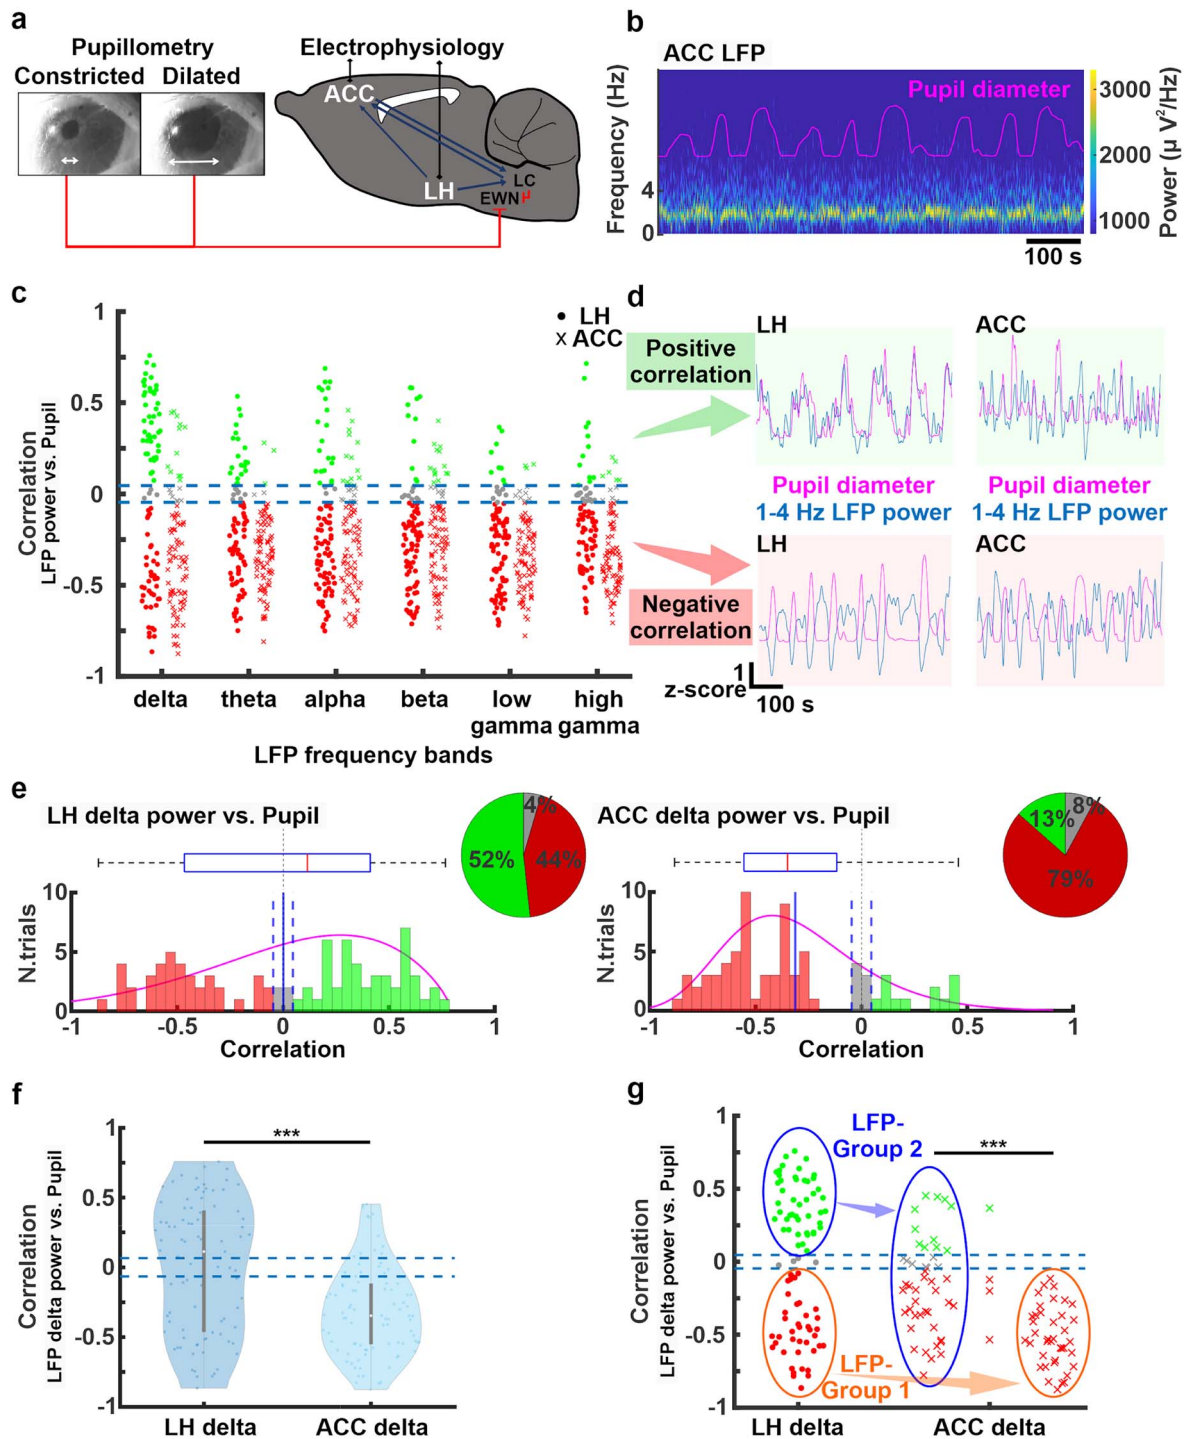 a
Pupillometry
Constricted Dilated
Electrophysiology
ACC
LH
LC
EWN
μ
b
ACC LFP
Pupil diameter
Frequency (Hz)
4
0
3000
2000
1000
Power (μ V²/Hz)
100 s
c
1
0.5
0
-0.5
-1
Correlation
LFP power vs. Pupil
• LH
x ACC
delta theta alpha beta low gamma high gamma
LFP frequency bands
d
Positive
correlation
LH
ACC
Pupil diameter
1-4 Hz LFP power
Pupil diameter
1-4 Hz LFP power
Negative
correlation
LH
ACC
1
z-score
100 s
e
LH delta power vs. Pupil
4%
52%
44%
N.trials
10
5
0
-1 -0.5 0 0.5 1
Correlation
ACC delta power vs. Pupil
13%
8%
79%
N.trials
10
5
0
-1 -0.5 0 0.5 1
Correlation
f
1
0.5
0
-0.5
-1
Correlation
LFP delta power vs. Pupil
***
LH delta ACC delta
g
1
0.5
0
-0.5
-1
Correlation
LFP delta power vs. Pupil
LFP-
Group 2
***
LFP-
Group 1
LH delta ACC delta